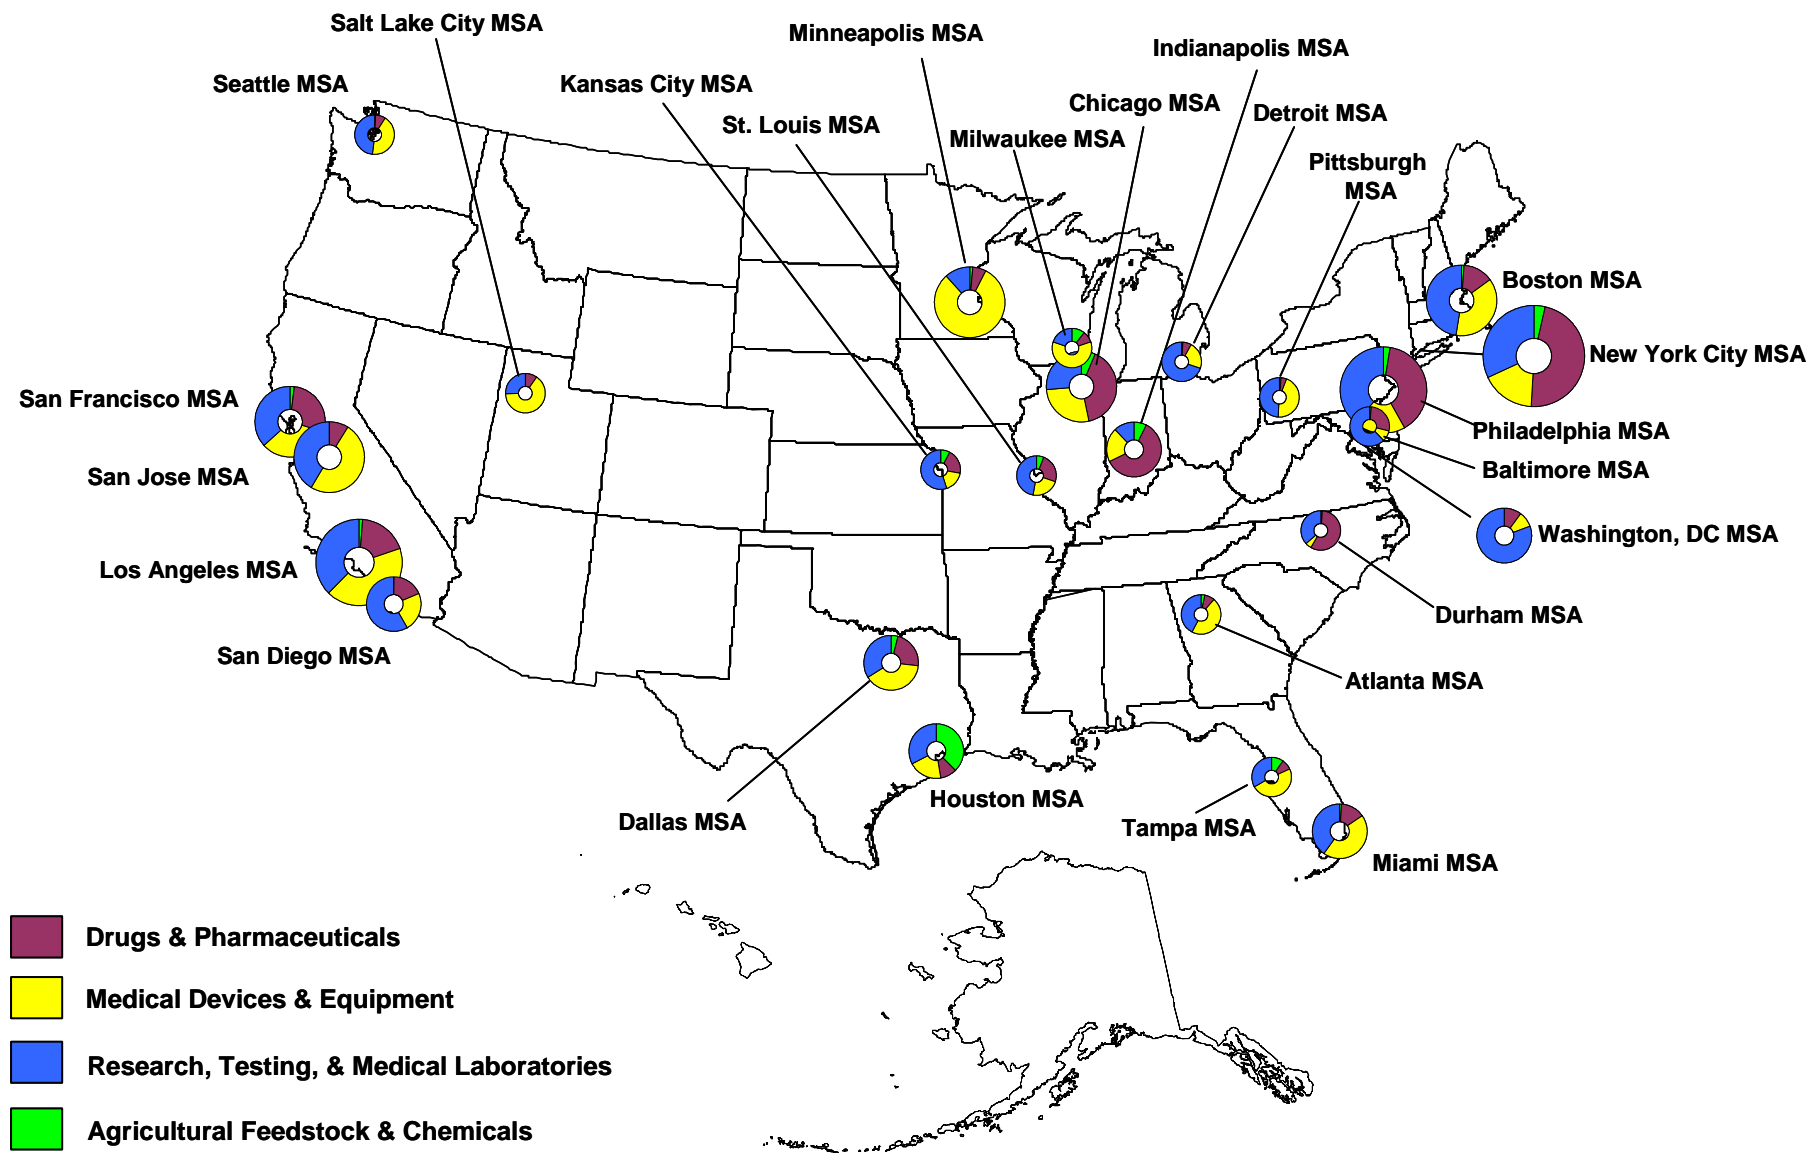 Salt Lake City MSA
Minneapolis MSA
Indianapolis MSA
Seattle MSA
Kansas City MSA
Chicago MSA
Detroit MSA
St. Louis MSA
Milwaukee MSA
Pittsburgh
MSA
Boston MSA
New York City MSA
San Francisco MSA
Philadelphia MSA
San Jose MSA
Baltimore MSA
Washington, DC MSA
Los Angeles MSA
Durham MSA
San Diego MSA
Atlanta MSA
Houston MSA
Dallas MSA
Tampa MSA
Miami MSA
Drugs & Pharmaceuticals
Medical Devices & Equipment
Research, Testing, & Medical Laboratories
Agricultural Feedstock & Chemicals